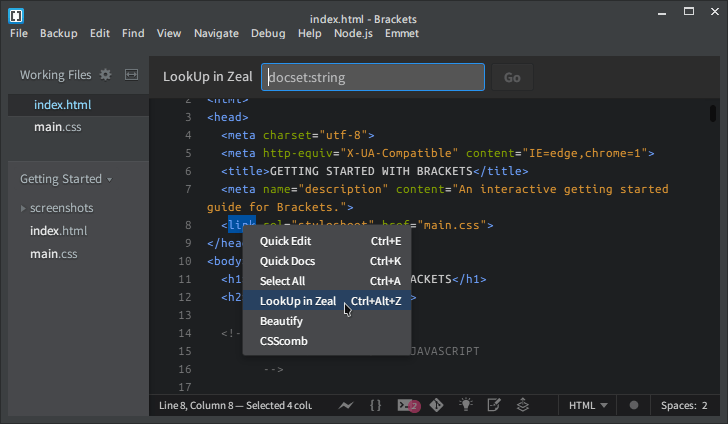 index.html - Brackets
File Backup Edit Find View Navigate Debug Help Node.js Emmet
Working Files
index.html
main.css
Getting Started
screenshots
index.html
main.css
LookUp in Zeal docset:string Go
2 <html>
3 <head>
4 <meta charset="utf-8">
5 <meta http-equiv="X-UA-Compatible" content="IE=edge,chrome=1">
6 <title>GETTING STARTED WITH BRACKETS</title>
7 <meta name="description" content="An interactive getting started
guide for Brackets.">
8 <link rel="stylesheet" href="main.css">
9 </hea
10 <body
11 <h1 ACKETS</h1>
12 <h2 >
13
14 <!-
15 JAVASCRIPT
16 -->
17
Quick Edit Ctrl+E
Quick Docs Ctrl+K
Select All Ctrl+A
LookUp in Zeal Ctrl+Alt+Z
Beautify
CSScomb
Line 8, Column 8 — Selected 4 colu { } 2 HTML Spaces: 2